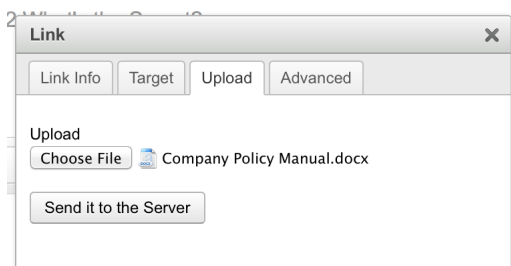 Link
Link Info Target Upload Advanced
Upload
Choose File Company Policy Manual.docx
Send it to the Server